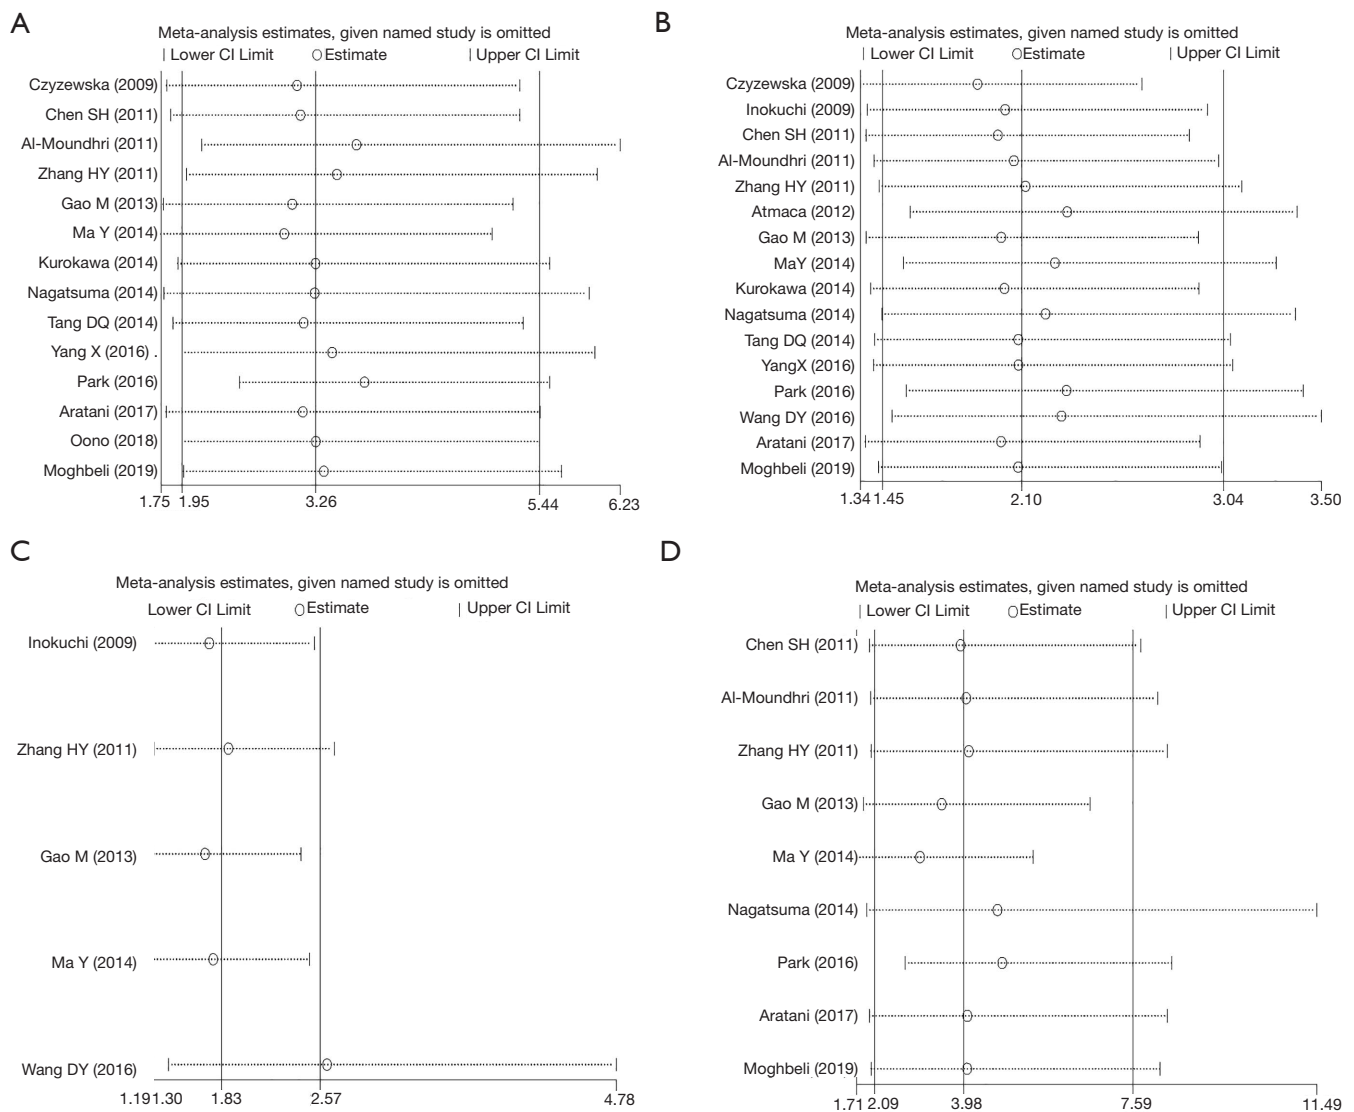 A
Meta-analysis estimates, given named study is omitted
Lower CI Limit Estimate Upper CI Limit
Czyzewska (2009)
Chen SH (2011)
Al-Moundhri (2011)
Zhang HY (2011)
Gao M (2013)
Ma Y (2014)
Kurokawa (2014)
Nagatsuma (2014)
Tang DQ (2014)
Yang X (2016) .
Park (2016)
Aratani (2017)
Oono (2018)
Moghbeli (2019)
1.75 1.95 3.26 5.44 6.23
B
Meta-analysis estimates, given named study is omitted
Lower CI Limit Estimate Upper CI Limit
Czyzewska (2009)
Inokuchi (2009)
Chen SH (2011)
Al-Moundhri (2011)
Zhang HY (2011)
Atmaca (2012)
Gao M (2013)
MaY (2014)
Kurokawa (2014)
Nagatsuma (2014)
Tang DQ (2014)
YangX (2016)
Park (2016)
Wang DY (2016)
Aratani (2017)
Moghbeli (2019)
1.34 1.45 2.10 3.04 3.50
C
Meta-analysis estimates, given named study is omitted
Lower CI Limit Estimate Upper CI Limit
Inokuchi (2009)
Zhang HY (2011)
Gao M (2013)
Ma Y (2014)
Wang DY (2016)
1.19 1.30 1.83 2.57 4.78
D
Meta-analysis estimates, given named study is omitted
Lower CI Limit Estimate Upper CI Limit
Chen SH (2011)
Al-Moundhri (2011)
Zhang HY (2011)
Gao M (2013)
Ma Y (2014)
Nagatsuma (2014)
Park (2016)
Aratani (2017)
Moghbeli (2019)
1.71 2.09 3.98 7.59 11.49